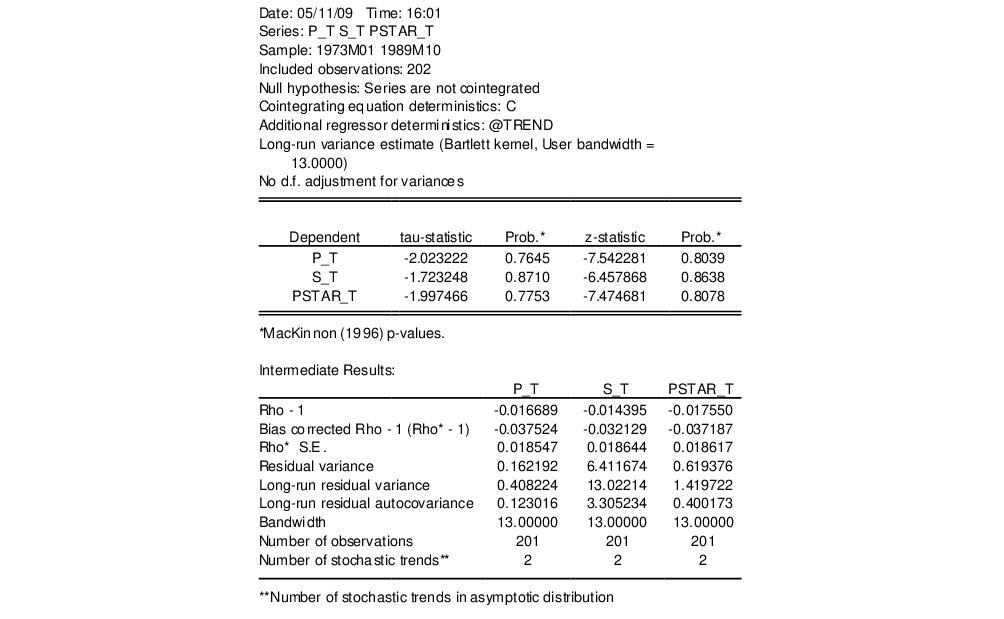 Date: 05/11/09 Time: 16:01
Series: P_T S_T PSTAR_T
Sample: 1973M01 1989M10
Included observations: 202
Null hypothesis: Series are not cointegrated
Cointegrating equation deterministics: C
Additional regressor deterministics: @TREND
Long-run variance estimate (Bartlett kernel, User bandwidth =
13.0000)
No d.f. adjustment for variances
Dependent tau-statistic Prob.* z-statistic Prob.*
P_T -2.023222 0.7645 -7.542281 0.8039
S_T -1.723248 0.8710 -6.457868 0.8638
PSTAR_T -1.997466 0.7753 -7.474681 0.8078
*MacKinnon (1996) p-values.
Intermediate Results:
P_T S_T PSTAR_T
Rho - 1 -0.016689 -0.014395 -0.017550
Bias corrected Rho - 1 (Rho* - 1) -0.037524 -0.032129 -0.037187
Rho* S.E. 0.018547 0.018644 0.018617
Residual variance 0.162192 6.411674 0.619376
Long-run residual variance 0.408224 13.02214 1.419722
Long-run residual autocovariance 0.123016 3.305234 0.400173
Bandwidth 13.00000 13.00000 13.00000
Number of observations 201 201 201
Number of stochastic trends** 2 2 2
**Number of stochastic trends in asymptotic distribution